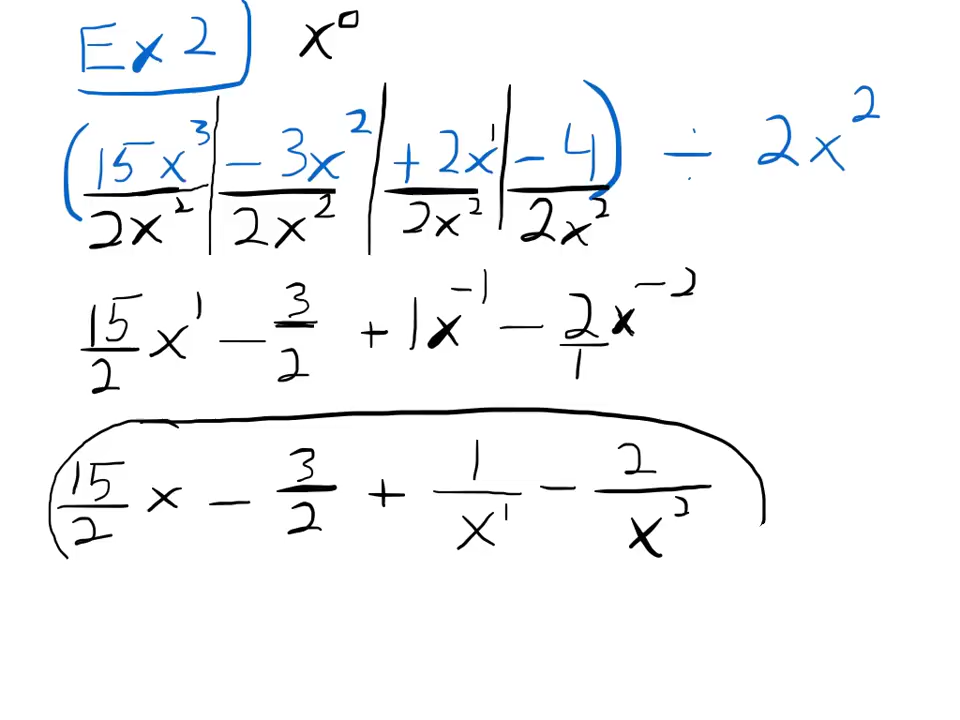 Ex 2 x⁰
(15x³/2x² | - 3x²/2x² | + 2x¹/2x² | - 4/2x²) ÷ 2x²
15/2 x¹ - 3/2 + 1x⁻¹ - 2/1 x⁻²
15/2 x - 3/2 + 1/x¹ - 2/x²